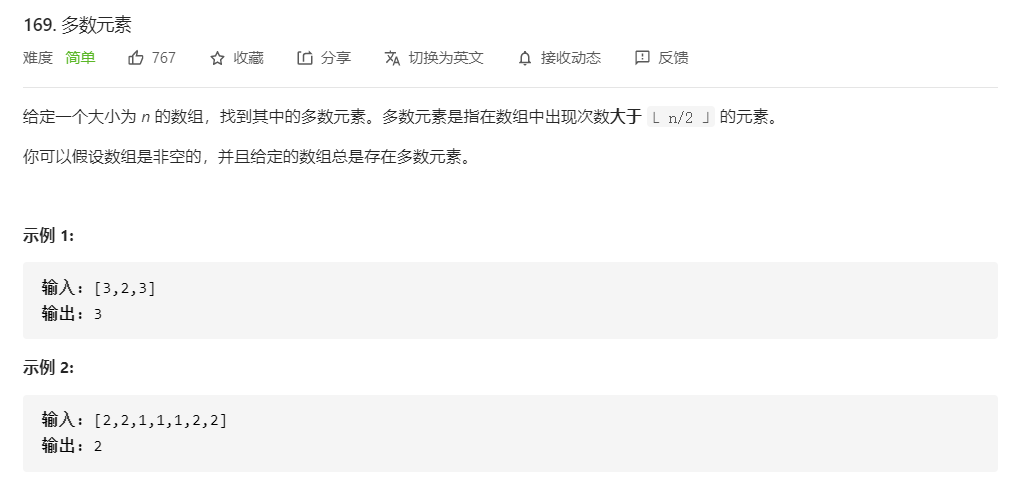 169. 多数元素
难度 简单 767 收藏 分享 切换为英文 接收动态 反馈
给定一个大小为 n 的数组，找到其中的多数元素。多数元素是指在数组中出现次数大于 ⌊ n/2 ⌋ 的元素。
你可以假设数组是非空的，并且给定的数组总是存在多数元素。
示例 1:
输入: [3,2,3]
输出: 3
示例 2:
输入: [2,2,1,1,1,2,2]
输出: 2